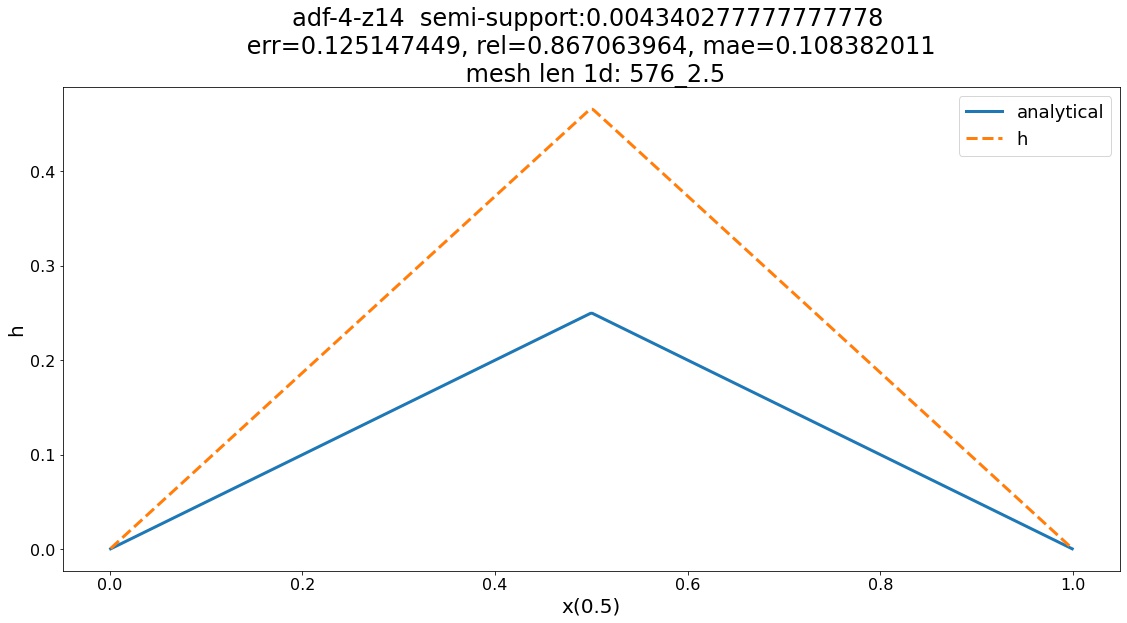 adf-4-z14  semi-support:0.004340277777777778
err=0.125147449, rel=0.867063964, mae=0.108382011
mesh len 1d: 576_2.5
analytical
h
h
0.4
0.3
0.2
0.1
0.0
0.0 0.2 0.4 0.6 0.8 1.0
x(0.5)